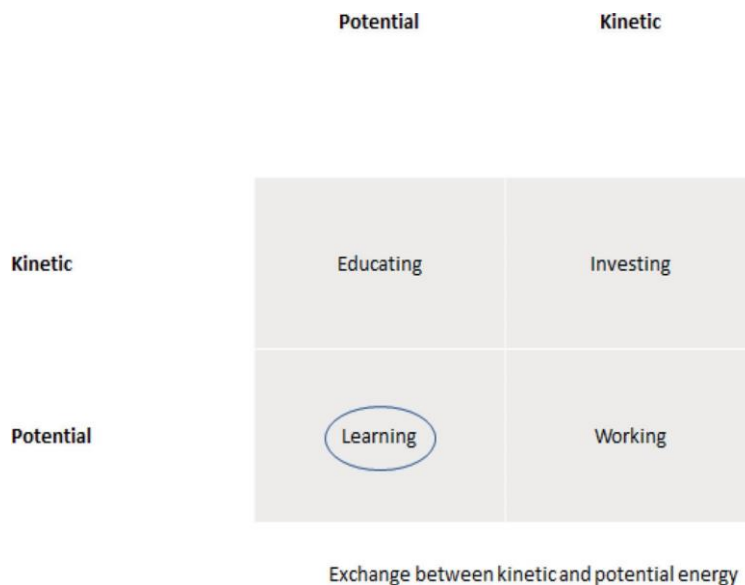 Potential Kinetic
Kinetic Educating Investing
Potential Learning Working
Exchange between kinetic and potential energy